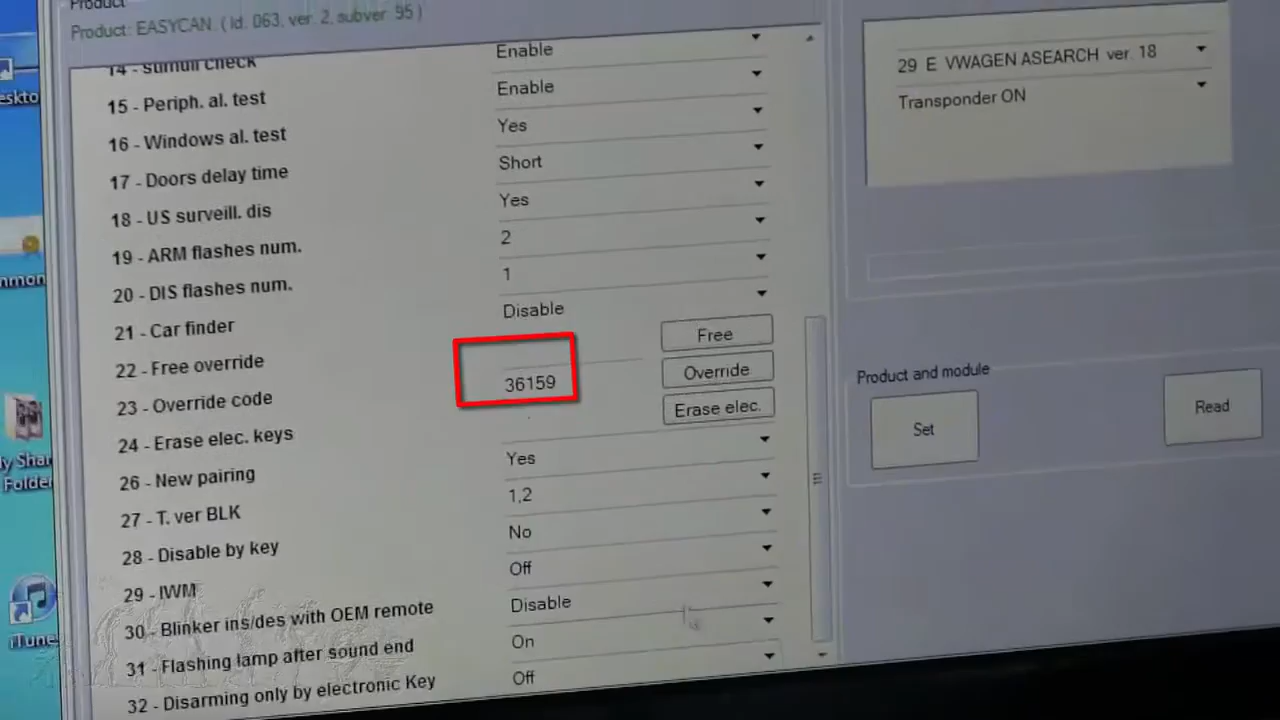 Product
Product: EASYCAN. ( Id. 063, ver. 2, subver. 95 )
14 - Stimuli check Enable
15 - Periph. al. test Enable
16 - Windows al. test Yes
17 - Doors delay time Short
18 - US surveill. dis Yes
19 - ARM flashes num. 2
20 - DIS flashes num. 1
21 - Car finder Disable
22 - Free override Free
23 - Override code 36159 Override
24 - Erase elec. keys Erase elec.
26 - New pairing Yes
27 - T. ver BLK 1,2
28 - Disable by key No
29 - IWM Off
30 - Blinker ins/des with OEM remote Disable
31 - Flashing lamp after sound end On
32 - Disarming only by electronic Key Off
29 E VWAGEN ASEARCH ver. 18
Transponder ON
Product and module
Set
Read
Folder